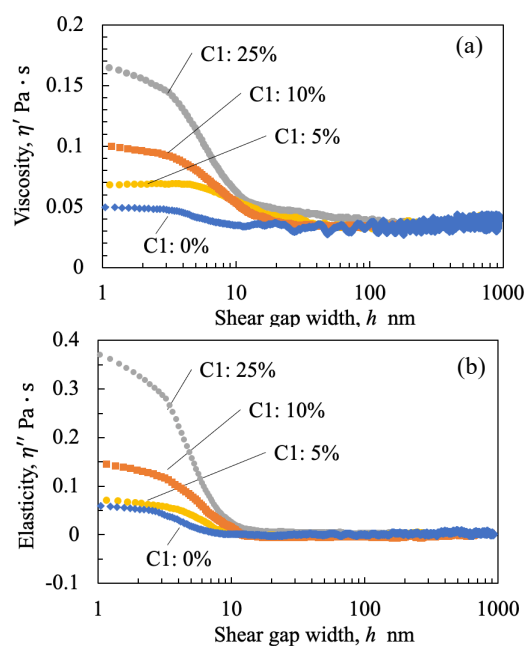 (a)
0.2
0.15
0.1
0.05
0
Viscosity, η′ Pa · s
C1: 25%
C1: 10%
C1: 5%
C1: 0%
1 10 100 1000
Shear gap width, h nm
(b)
0.4
0.3
0.2
0.1
0
-0.1
Elasticity, η″ Pa · s
C1: 25%
C1: 10%
C1: 5%
C1: 0%
1 10 100 1000
Shear gap width, h nm